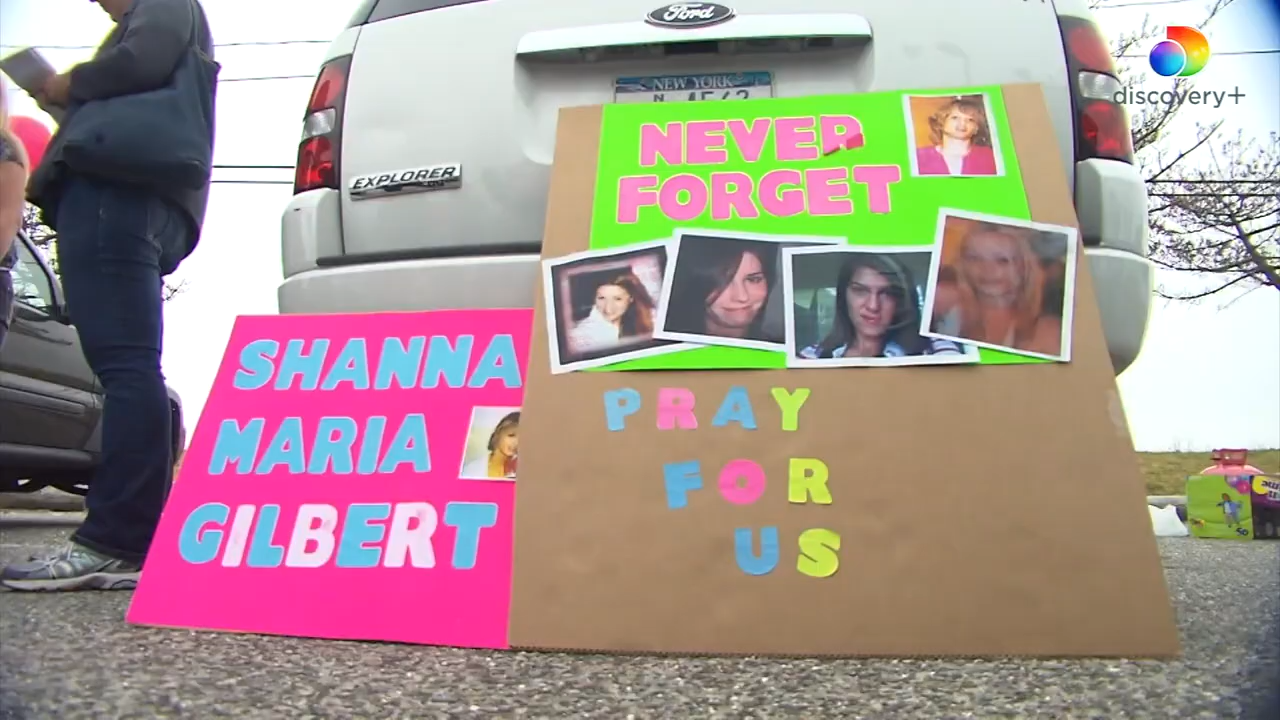 Ford
discovery+
NEW YORK
EXPLORER
NEVER
FORGET
SHANNA
MARIA
GILBERT
PRAY
FOR
US